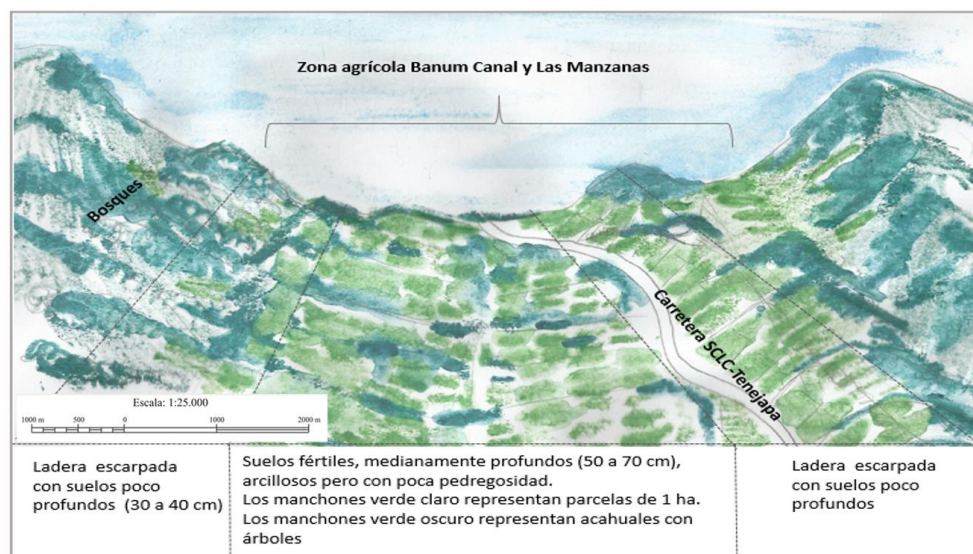 Zona agrícola Banum Canal y Las Manzanas
Bosques
Carretera SCLC-Tenejapa
Escala: 1:25.000
1000 m 500 0 1000 2000 m
Ladera escarpada
con suelos poco
profundos (30 a 40 cm)
Suelos fértiles, medianamente profundos (50 a 70 cm),
arcillosos pero con poca pedregosidad.
Los manchones verde claro representan parcelas de 1 ha.
Los manchones verde oscuro representan acahuales con
árboles
Ladera escarpada
con suelos poco
profundos